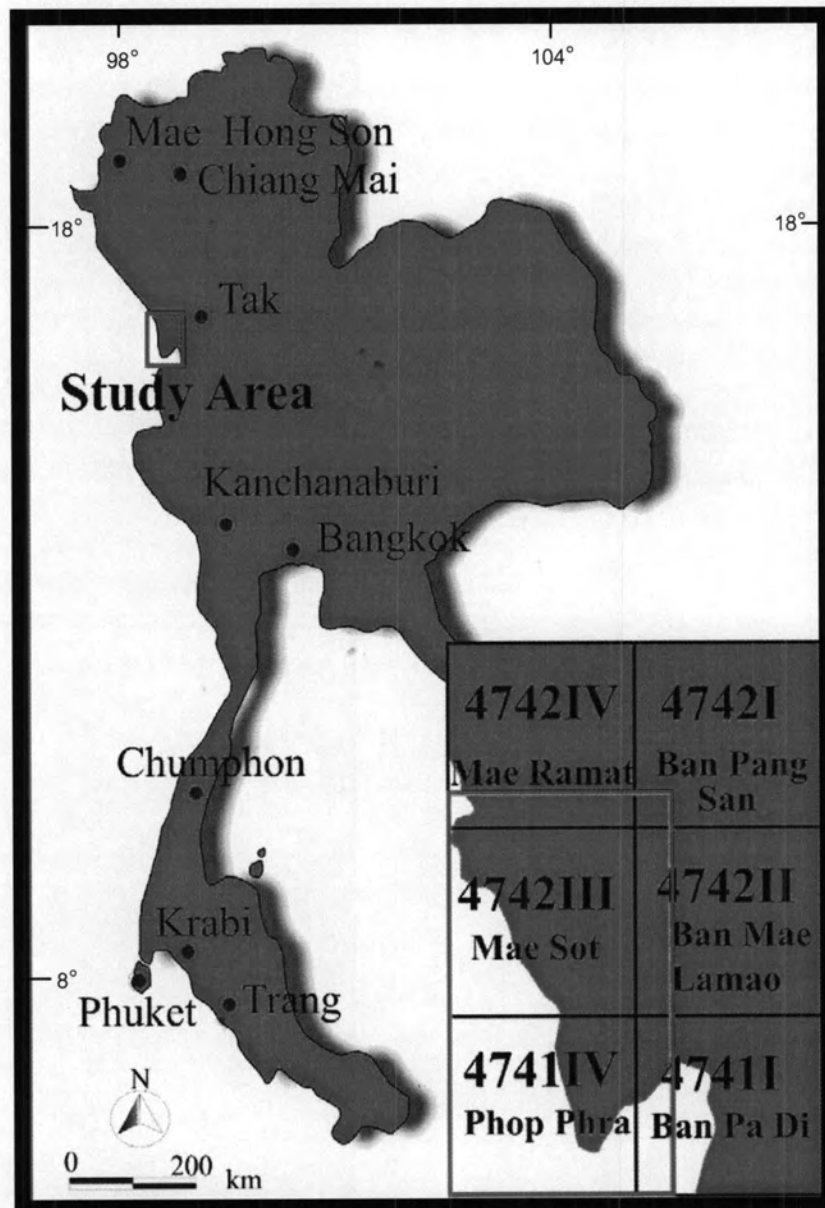 98°
104°
Mae Hong Son
Chiang Mai
18°
18°
Tak
Study Area
Kanchanaburi
Bangkok
4742IV
4742I
Mae Ramat
Ban Pang
San
Chumphon
4742III
4742II
Mae Sot
Ban Mae
Lamao
Krabi
8°
Phuket
Trang
4741IV
4741I
Phop Phra
Ban Pa Di
N
0 200
km